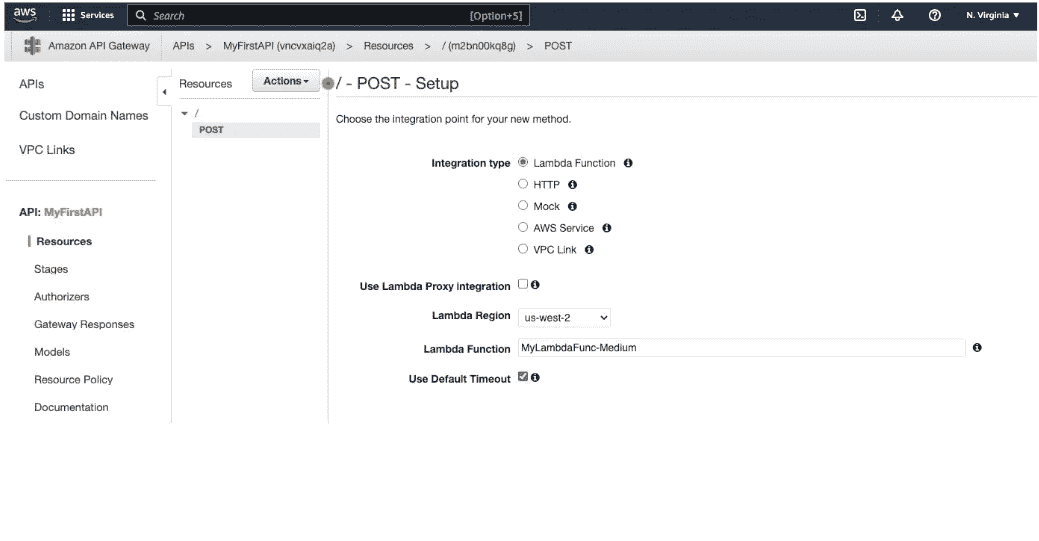 aws Services Search [Option+S] N. Virginia ▼
Amazon API Gateway APIs > MyFirstAPI (vncvxaiq2a) > Resources > / (m2bn00kq8g) > POST
APIs
Custom Domain Names
VPC Links
API: MyFirstAPI
Resources
Stages
Authorizers
Gateway Responses
Models
Resource Policy
Documentation
Resources Actions
/
POST
/ - POST - Setup
Choose the integration point for your new method.
Integration type Lambda Function
HTTP
Mock
AWS Service
VPC Link
Use Lambda Proxy integration
Lambda Region us-west-2
Lambda Function MyLambdaFunc-Medium
Use Default Timeout